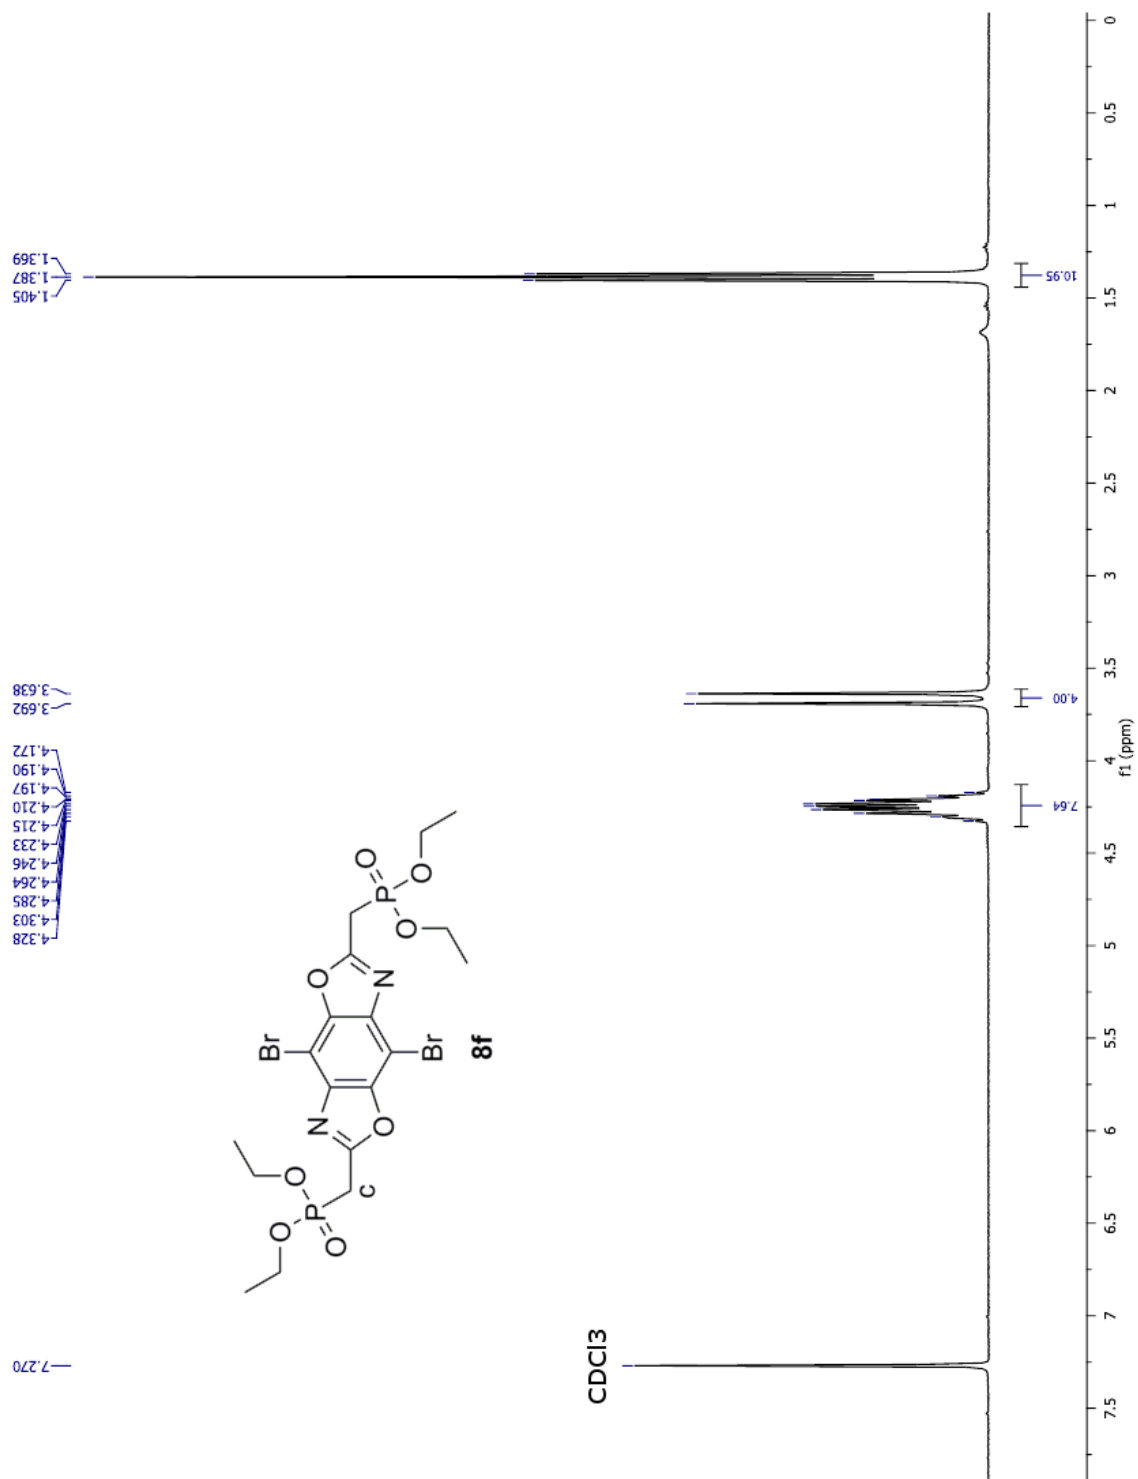 7.270
4.328
4.303
4.285
4.264
4.246
4.233
4.215
4.210
4.197
4.190
4.172
3.692
3.638
1.405
1.387
1.369
O
O
P
O
c
N
O
Br
Br
O
N
O
P
O
O
8f
CDCl3
7.64
4.00
10.95
7.5
7
6.5
6
5.5
5
4.5
4
3.5
3
2.5
2
1.5
1
0.5
0
f1 (ppm)